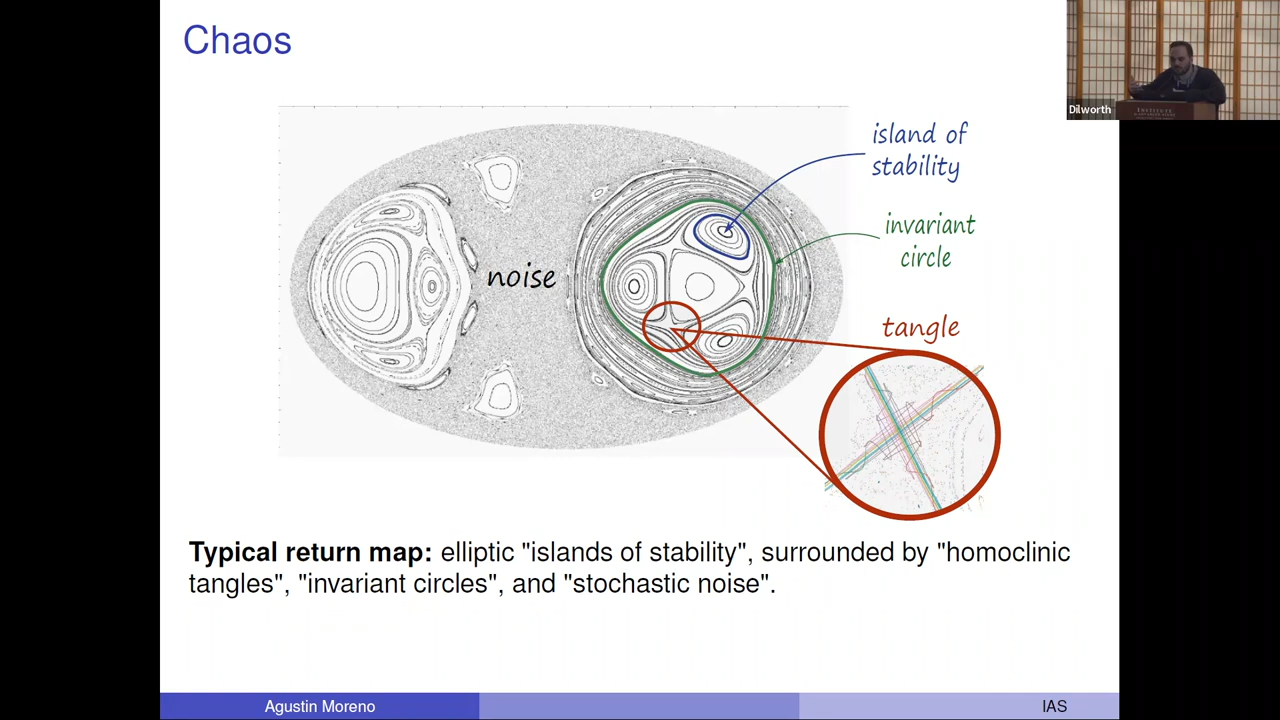 Chaos
Dilworth
INSTITUTE
island of
stability
invariant
circle
noise
tangle
Typical return map: elliptic "islands of stability", surrounded by "homoclinic
tangles", "invariant circles", and "stochastic noise".
Agustin Moreno
IAS